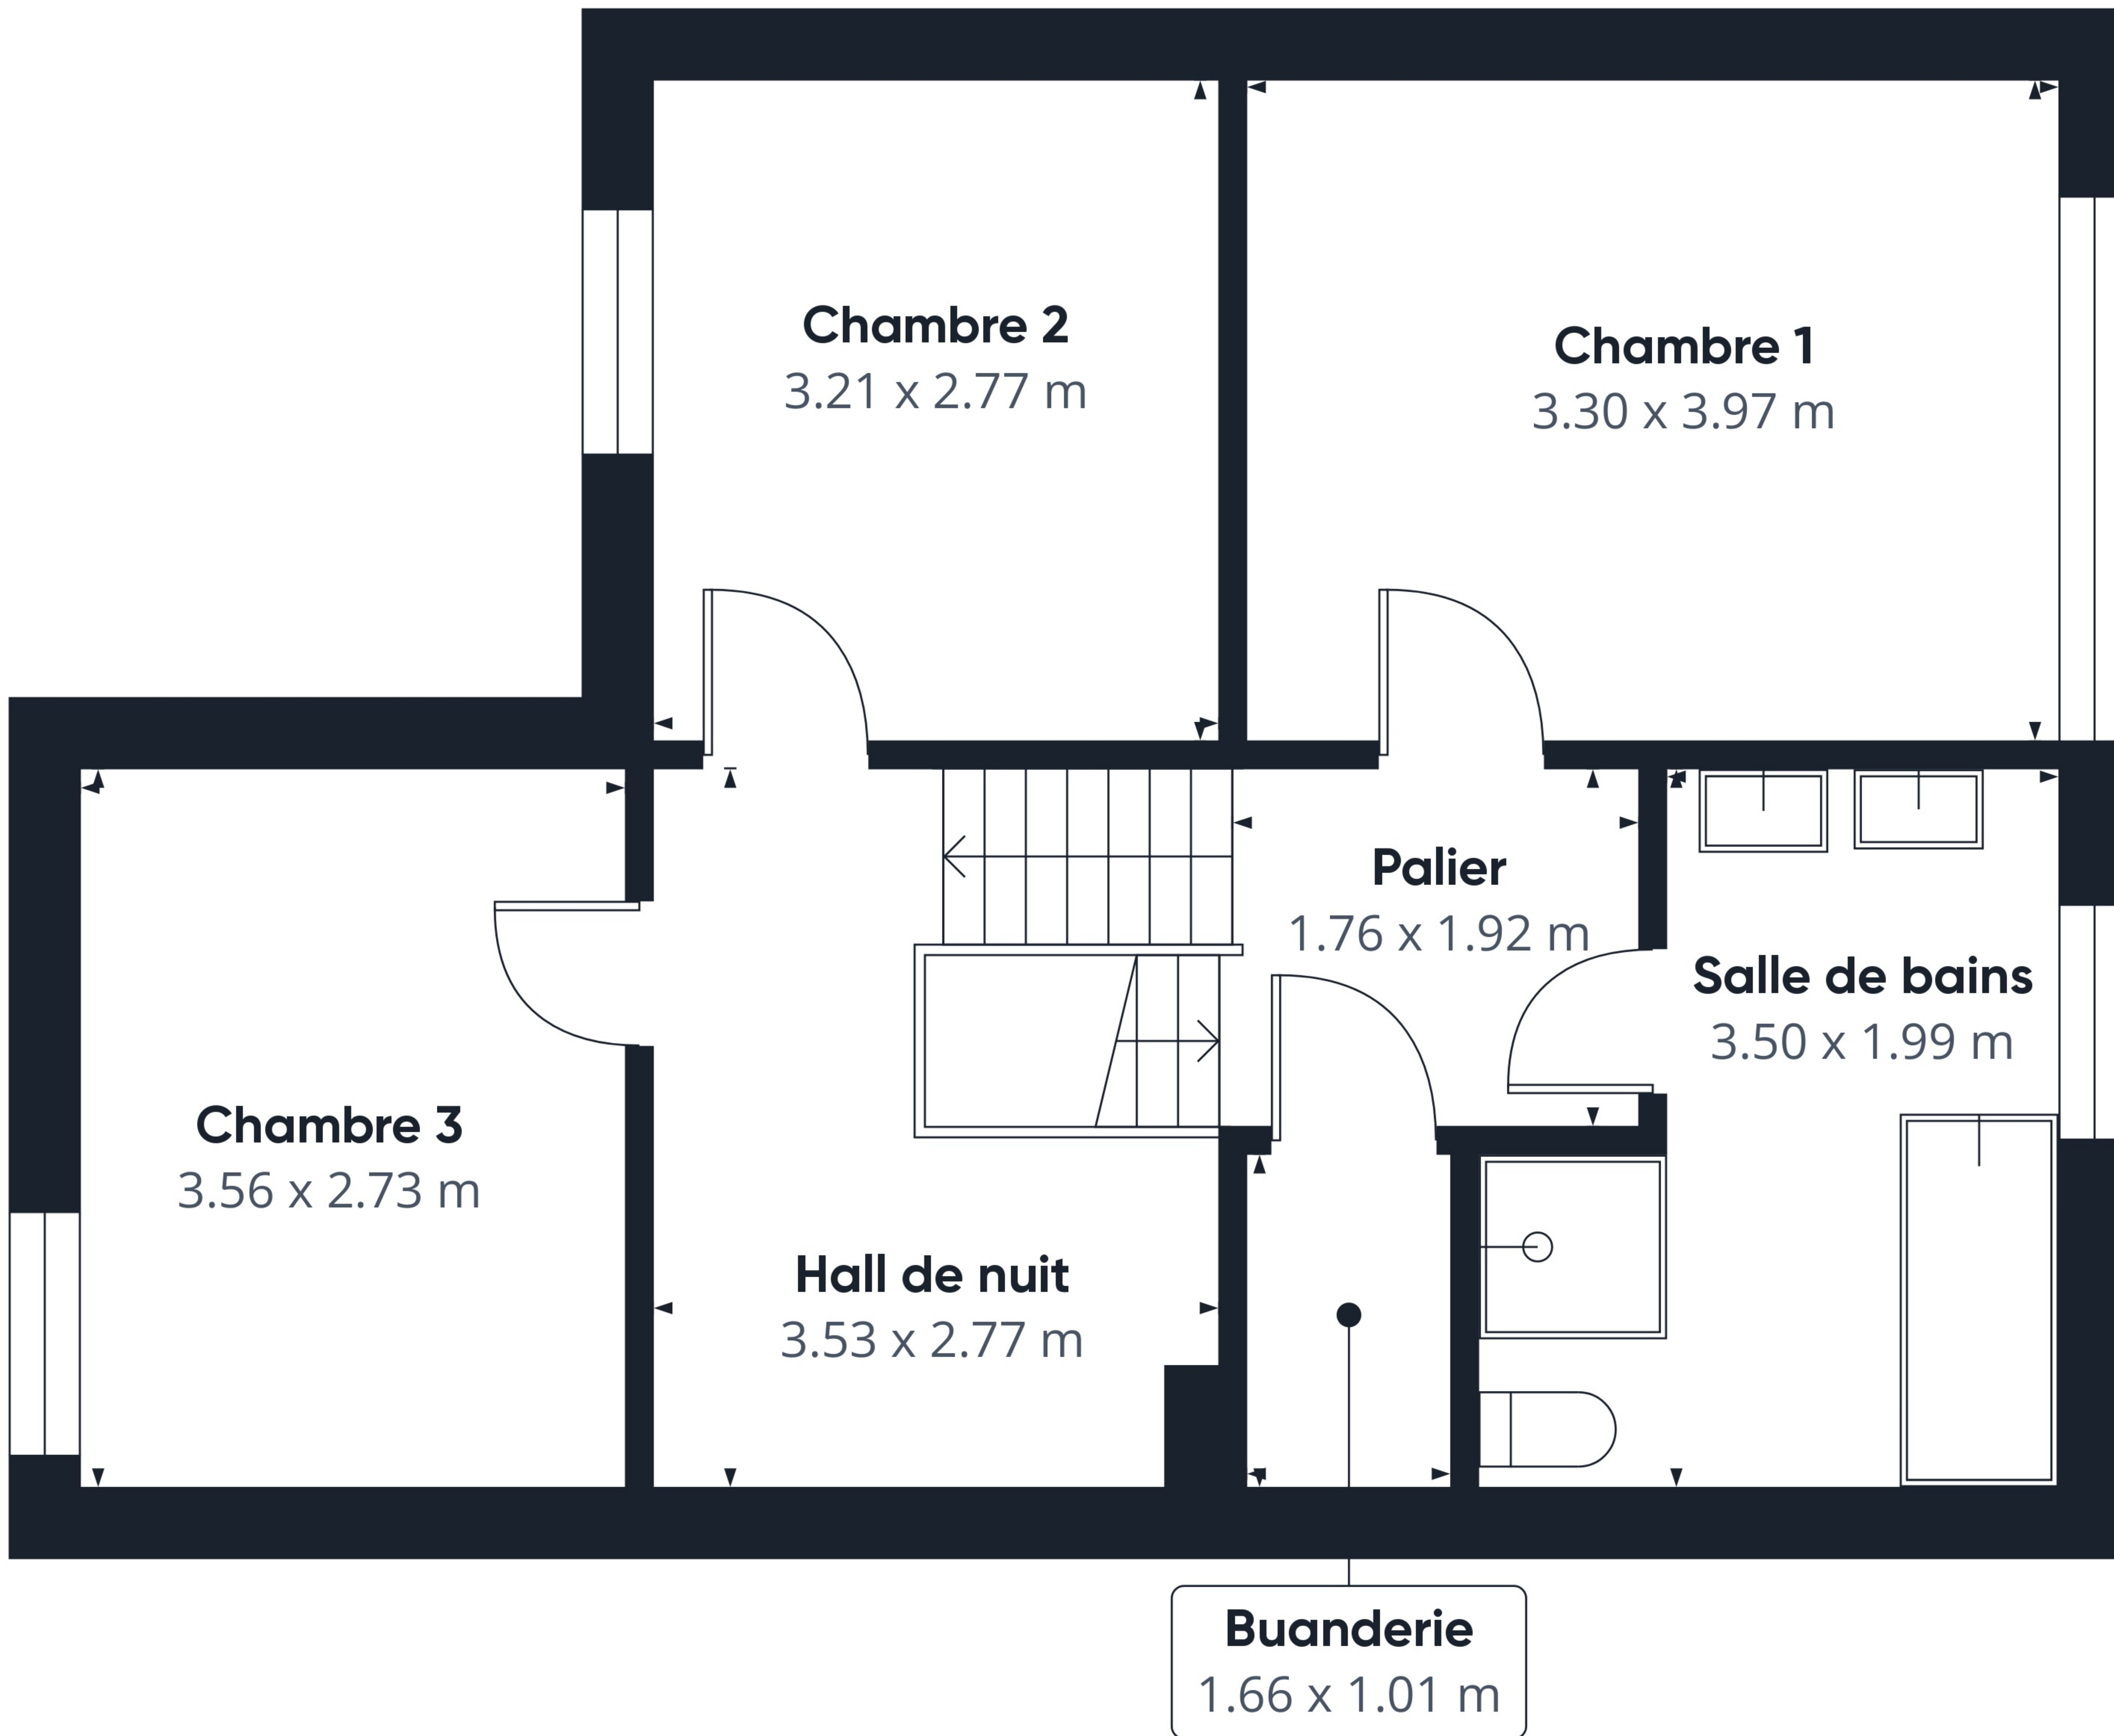 Chambre 2
3.21 x 2.77 m
Chambre 1
3.30 x 3.97 m
Palier
1.76 x 1.92 m
Salle de bains
3.50 x 1.99 m
Chambre 3
3.56 x 2.73 m
Hall de nuit
3.53 x 2.77 m
Buanderie
1.66 x 1.01 m